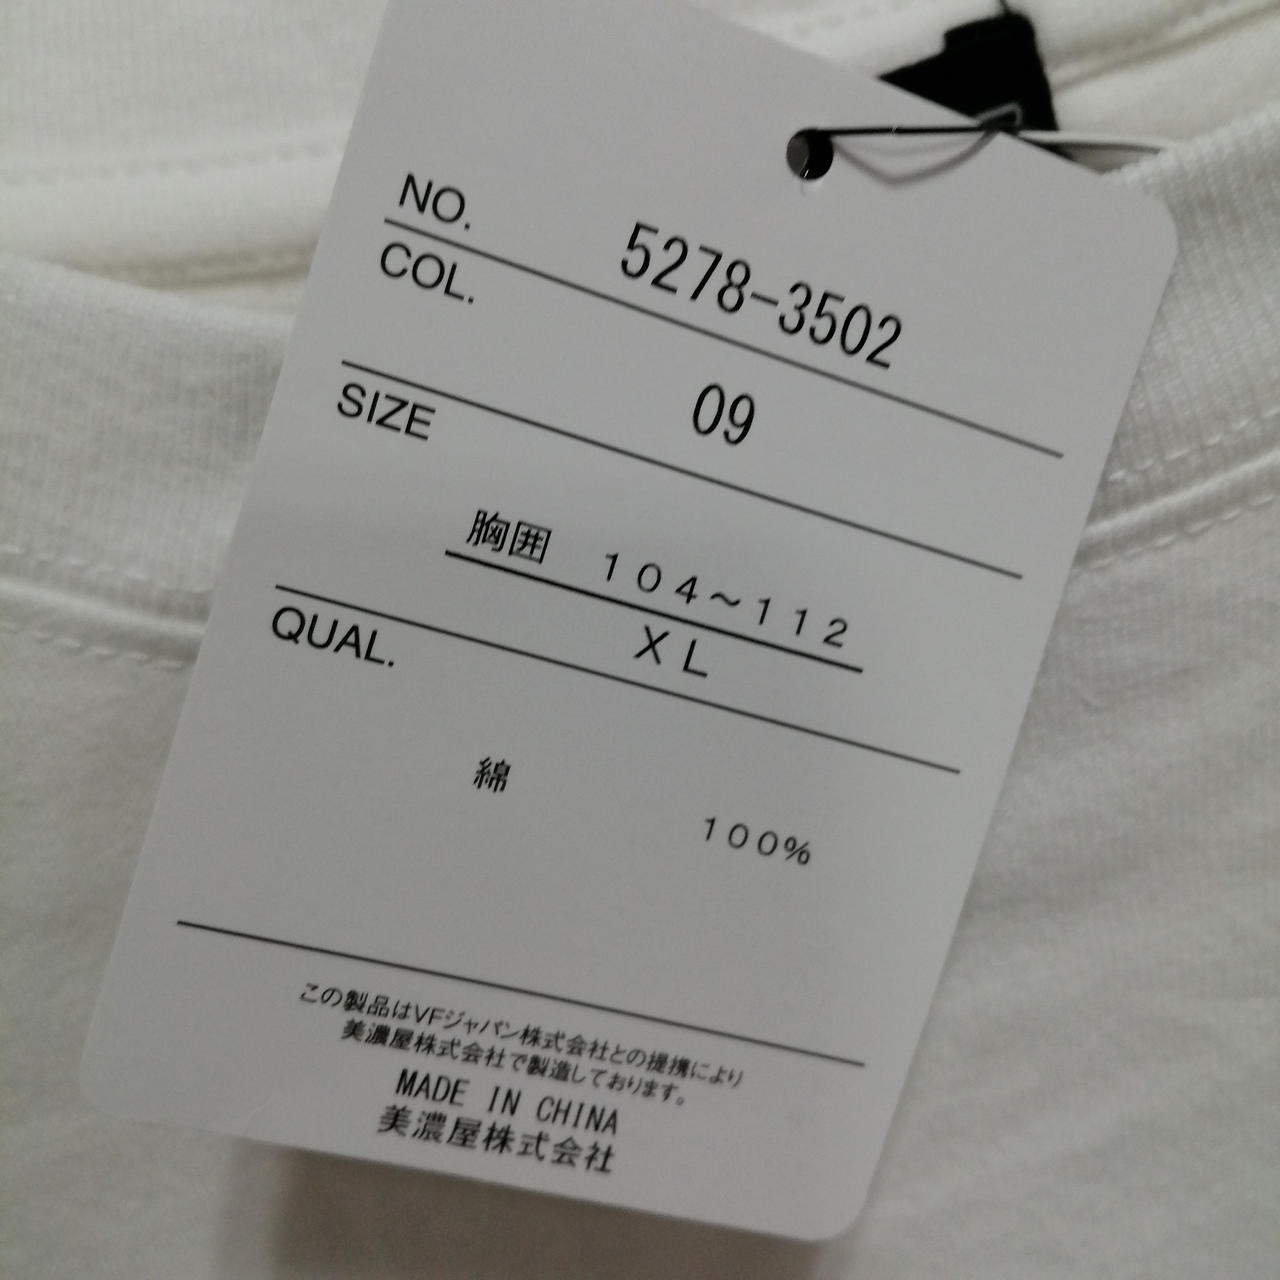 NO.
5278-3502
COL.
09
SIZE
胸囲　１０４～１１２
ＸＬ
QUAL.
綿　１００％
この製品はVFジャパン株式会社との提携により
美濃屋株式会社で製造しております。
MADE IN CHINA
美濃屋株式会社